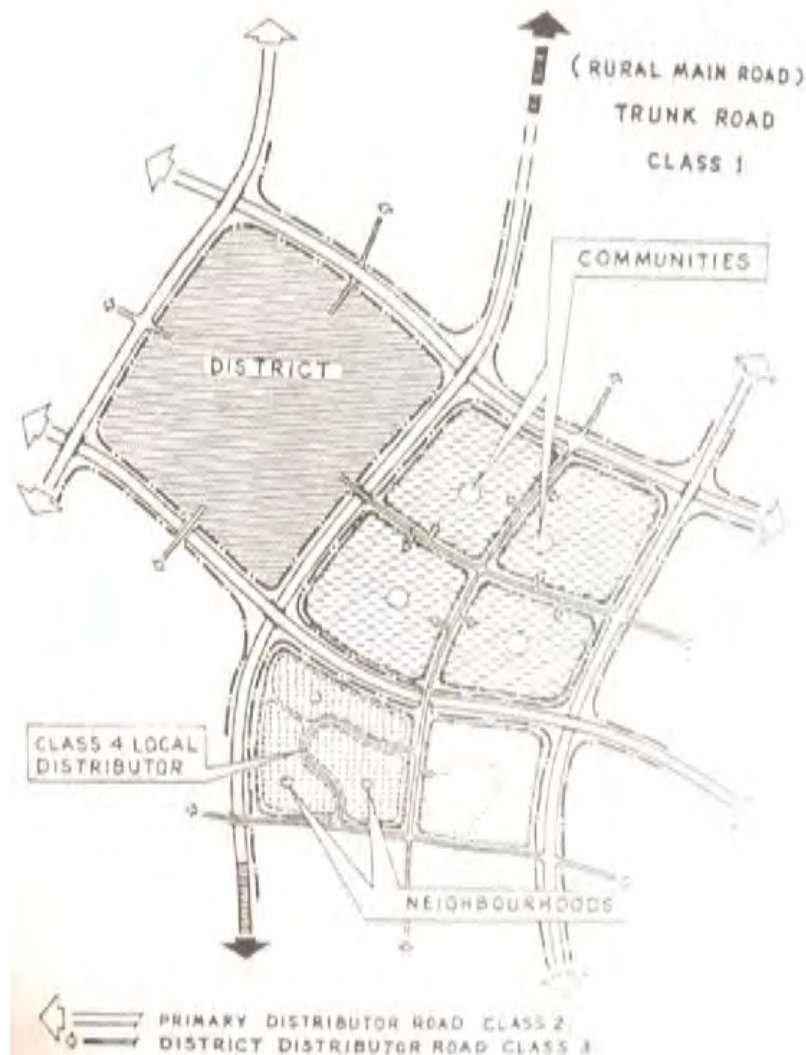 (RURAL MAIN ROAD)
TRUNK ROAD
CLASS 1
COMMUNITIES
DISTRICT
CLASS 4 LOCAL
DISTRIBUTOR
NEIGHBOURHOODS
PRIMARY DISTRIBUTOR ROAD CLASS 2
DISTRICT DISTRIBUTOR ROAD CLASS 3